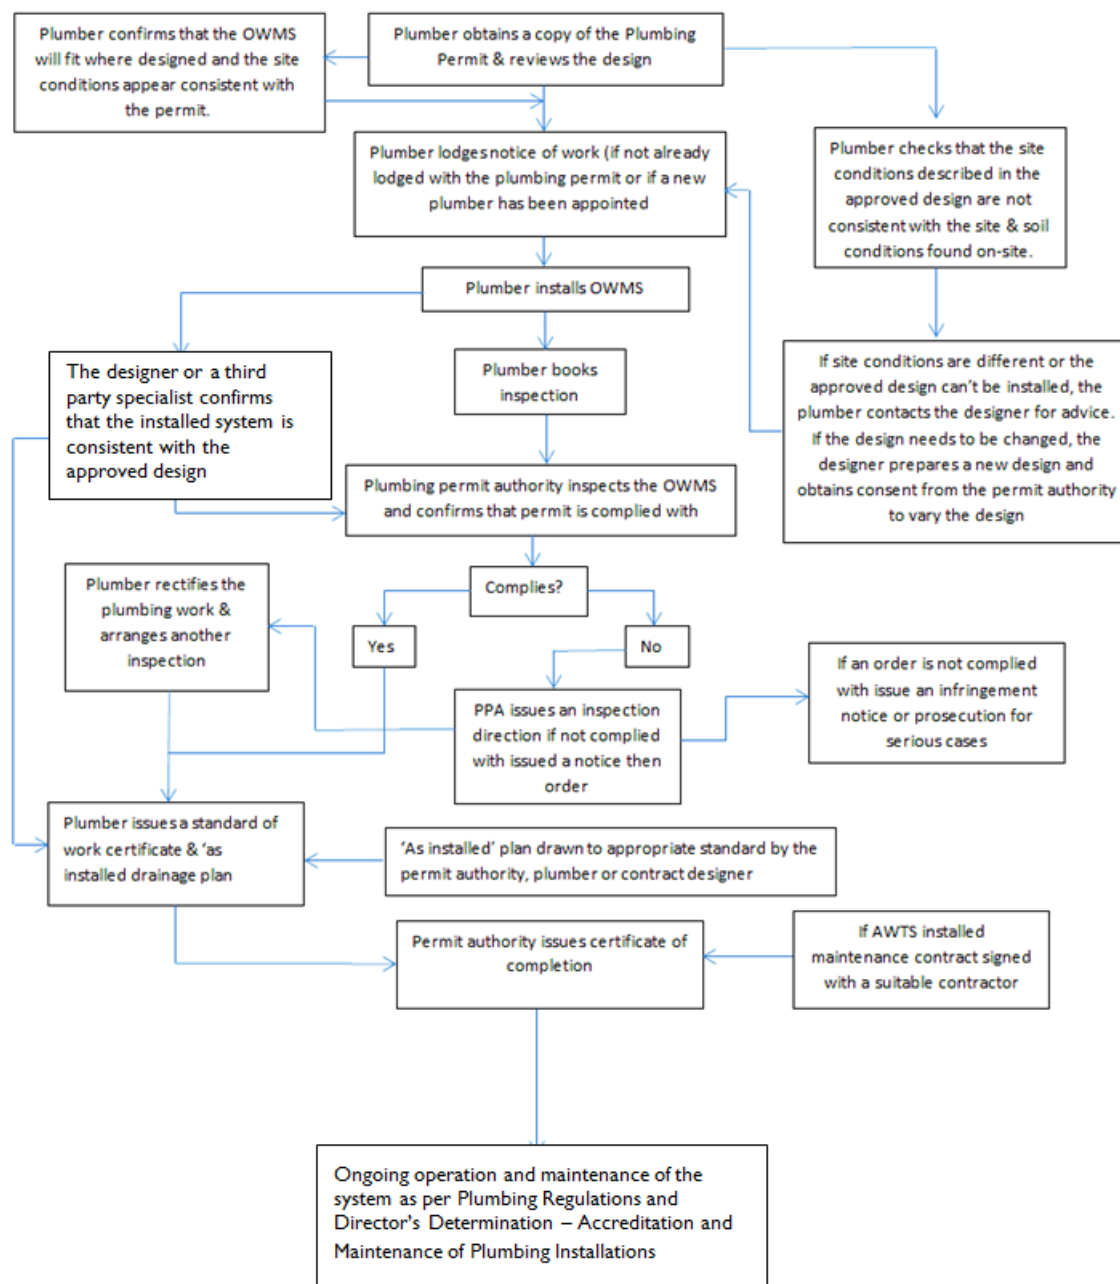 Plumber confirms that the OWMS
will fit where designed and the site
conditions appear consistent with
the permit.
Plumber obtains a copy of the Plumbing
Permit & reviews the design
Plumber lodges notice of work (if not already
lodged with the plumbing permit or if a new
plumber has been appointed
Plumber checks that the site
conditions described in the
approved design are not
consistent with the site & soil
conditions found on-site.
Plumber installs OWMS
The designer or a third
party specialist confirms
that the installed system is
consistent with the
approved design
Plumber books
inspection
If site conditions are different or the
approved design can't be installed, the
plumber contacts the designer for advice.
If the design needs to be changed, the
designer prepares a new design and
obtains consent from the permit authority
to vary the design
Plumbing permit authority inspects the OWMS
and confirms that permit is complied with
Complies?
Plumber rectifies the
plumbing work &
arranges another
inspection
Yes
No
If an order is not complied
with issue an infringement
notice or prosecution for
serious cases
PPA issues an inspection
direction if not complied
with issued a notice then
order
Plumber issues a standard of
work certificate & 'as
installed drainage plan
'As installed' plan drawn to appropriate standard by the
permit authority, plumber or contract designer
Permit authority issues certificate of
completion
If AWTS installed
maintenance contract signed
with a suitable contractor
Ongoing operation and maintenance of the
system as per Plumbing Regulations and
Director's Determination – Accreditation and
Maintenance of Plumbing Installations